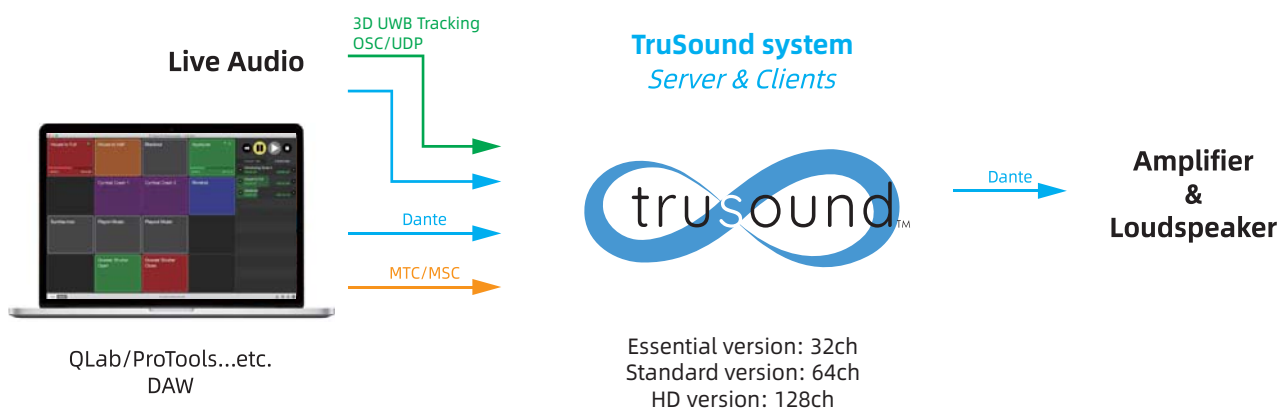 3D UWB Tracking
OSC/UDP
Live Audio
TruSound system
Server & Clients
Dante
MTC/MSC
trusound™
Dante
Amplifier
&
Loudspeaker
QLab/ProTools...etc.
DAW
Essential version: 32ch
Standard version: 64ch
HD version: 128ch